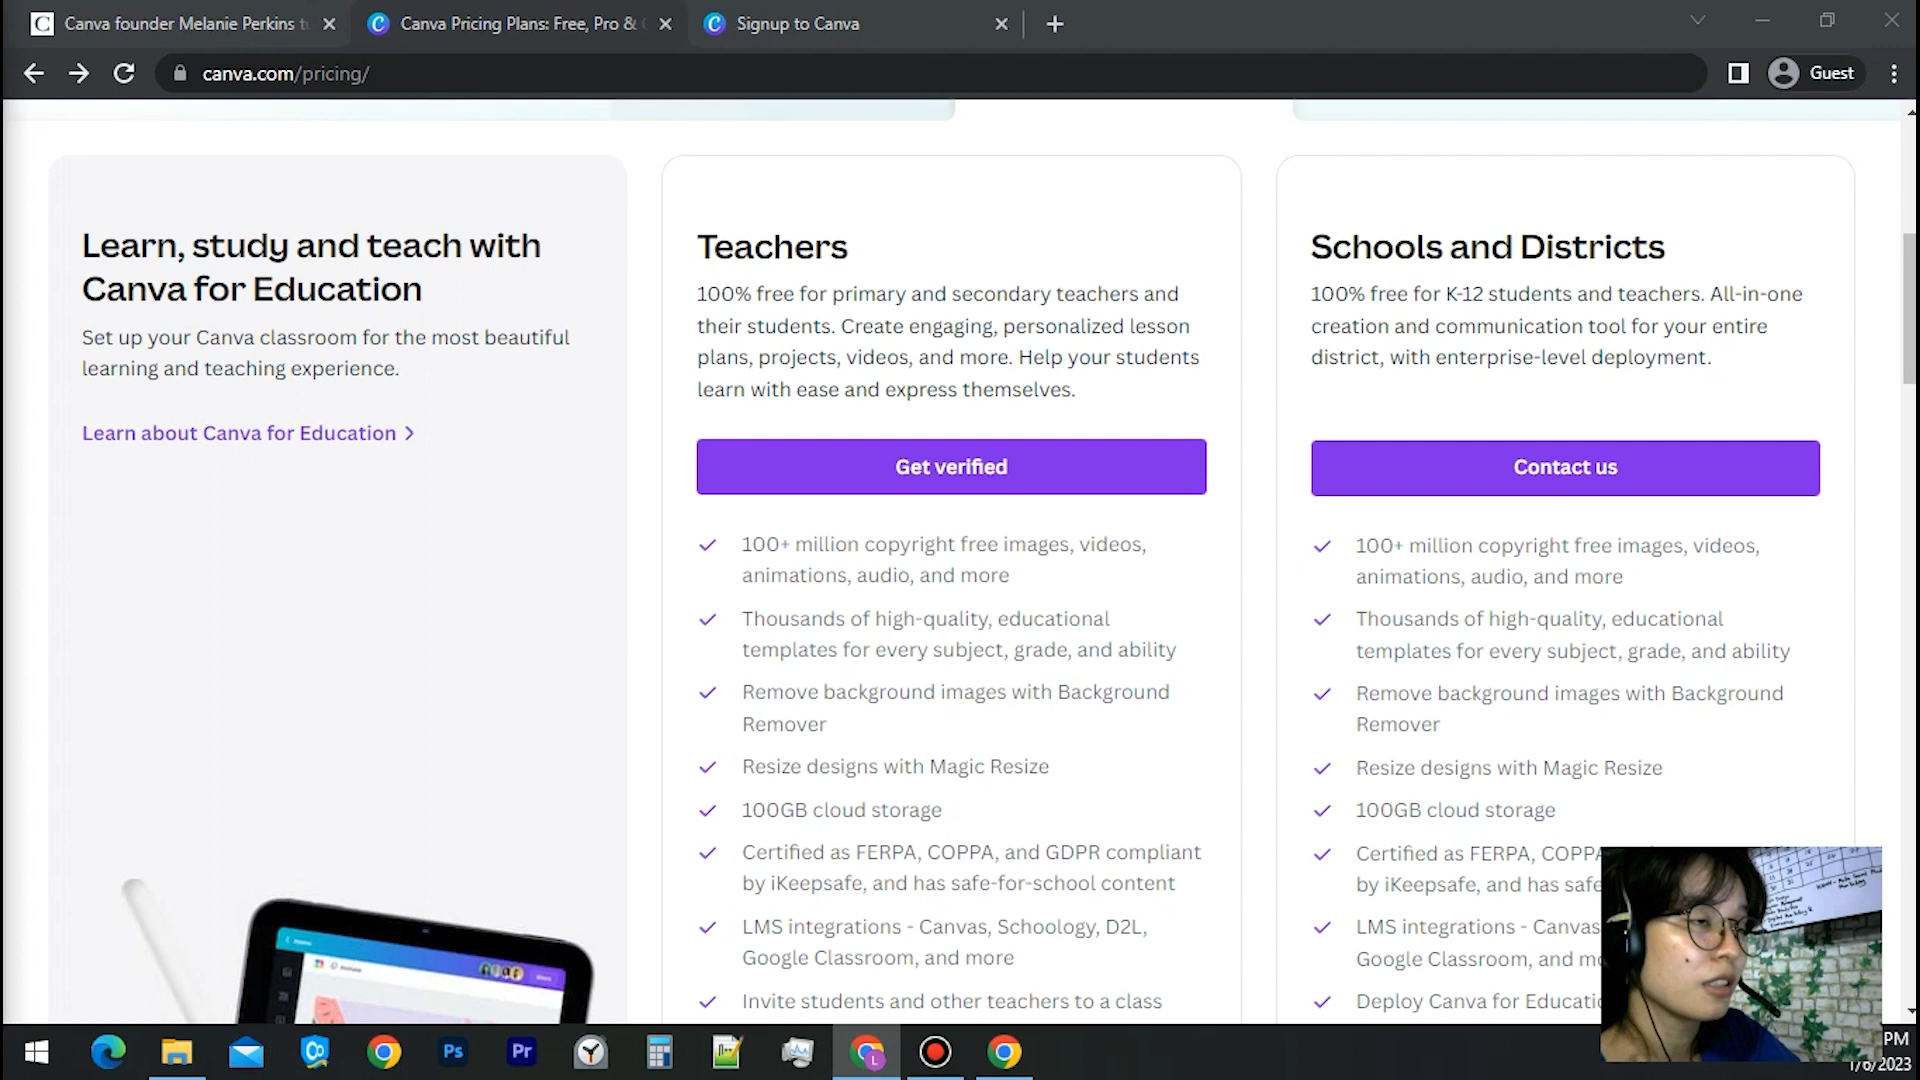 Canva founder Melanie Perkins
Canva Pricing Plans: Free, Pro &
Signup to Canva
canva.com/pricing/
Guest
Learn, study and teach with
Canva for Education
Set up your Canva classroom for the most beautiful
learning and teaching experience.
Learn about Canva for Education
Teachers
100% free for primary and secondary teachers and
their students. Create engaging, personalized lesson
plans, projects, videos, and more. Help your students
learn with ease and express themselves.
Get verified
100+ million copyright free images, videos,
animations, audio, and more
Thousands of high-quality, educational
templates for every subject, grade, and ability
Remove background images with Background
Remover
Resize designs with Magic Resize
100GB cloud storage
Certified as FERPA, COPPA, and GDPR compliant
by iKeepsafe, and has safe-for-school content
LMS integrations - Canvas, Schoology, D2L,
Google Classroom, and more
Invite students and other teachers to a class
Schools and Districts
100% free for K-12 students and teachers. All-in-one
creation and communication tool for your entire
district, with enterprise-level deployment.
Contact us
100+ million copyright free images, videos,
animations, audio, and more
Thousands of high-quality, educational
templates for every subject, grade, and ability
Remove background images with Background
Remover
Resize designs with Magic Resize
100GB cloud storage
Certified as FERPA, COPPA
by iKeepsafe, and has safe
LMS integrations - Canvas
Google Classroom, and
Deploy Canva for
Ps
Pr
L
PM
1/6/2023